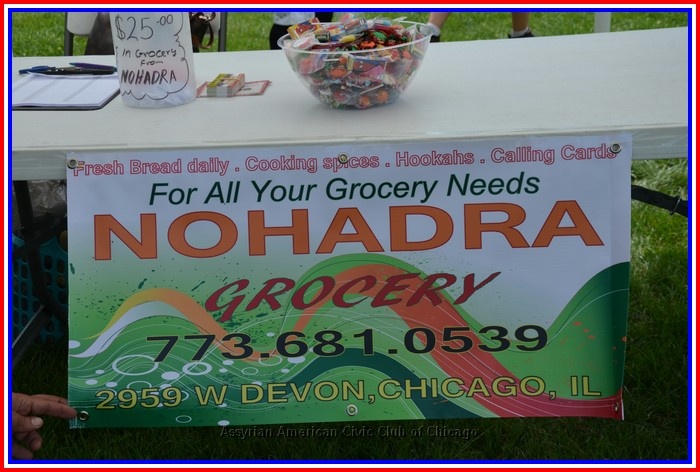 $25.00
in Grocery
From
NOHADRA
Fresh Bread daily . Cooking spices . Hookahs . Calling Cards
For All Your Grocery Needs
NOHADRA
GROCERY
773.681.0539
2959 W DEVON,CHICAGO, IL
Assyrian American Civic Club of Chicago